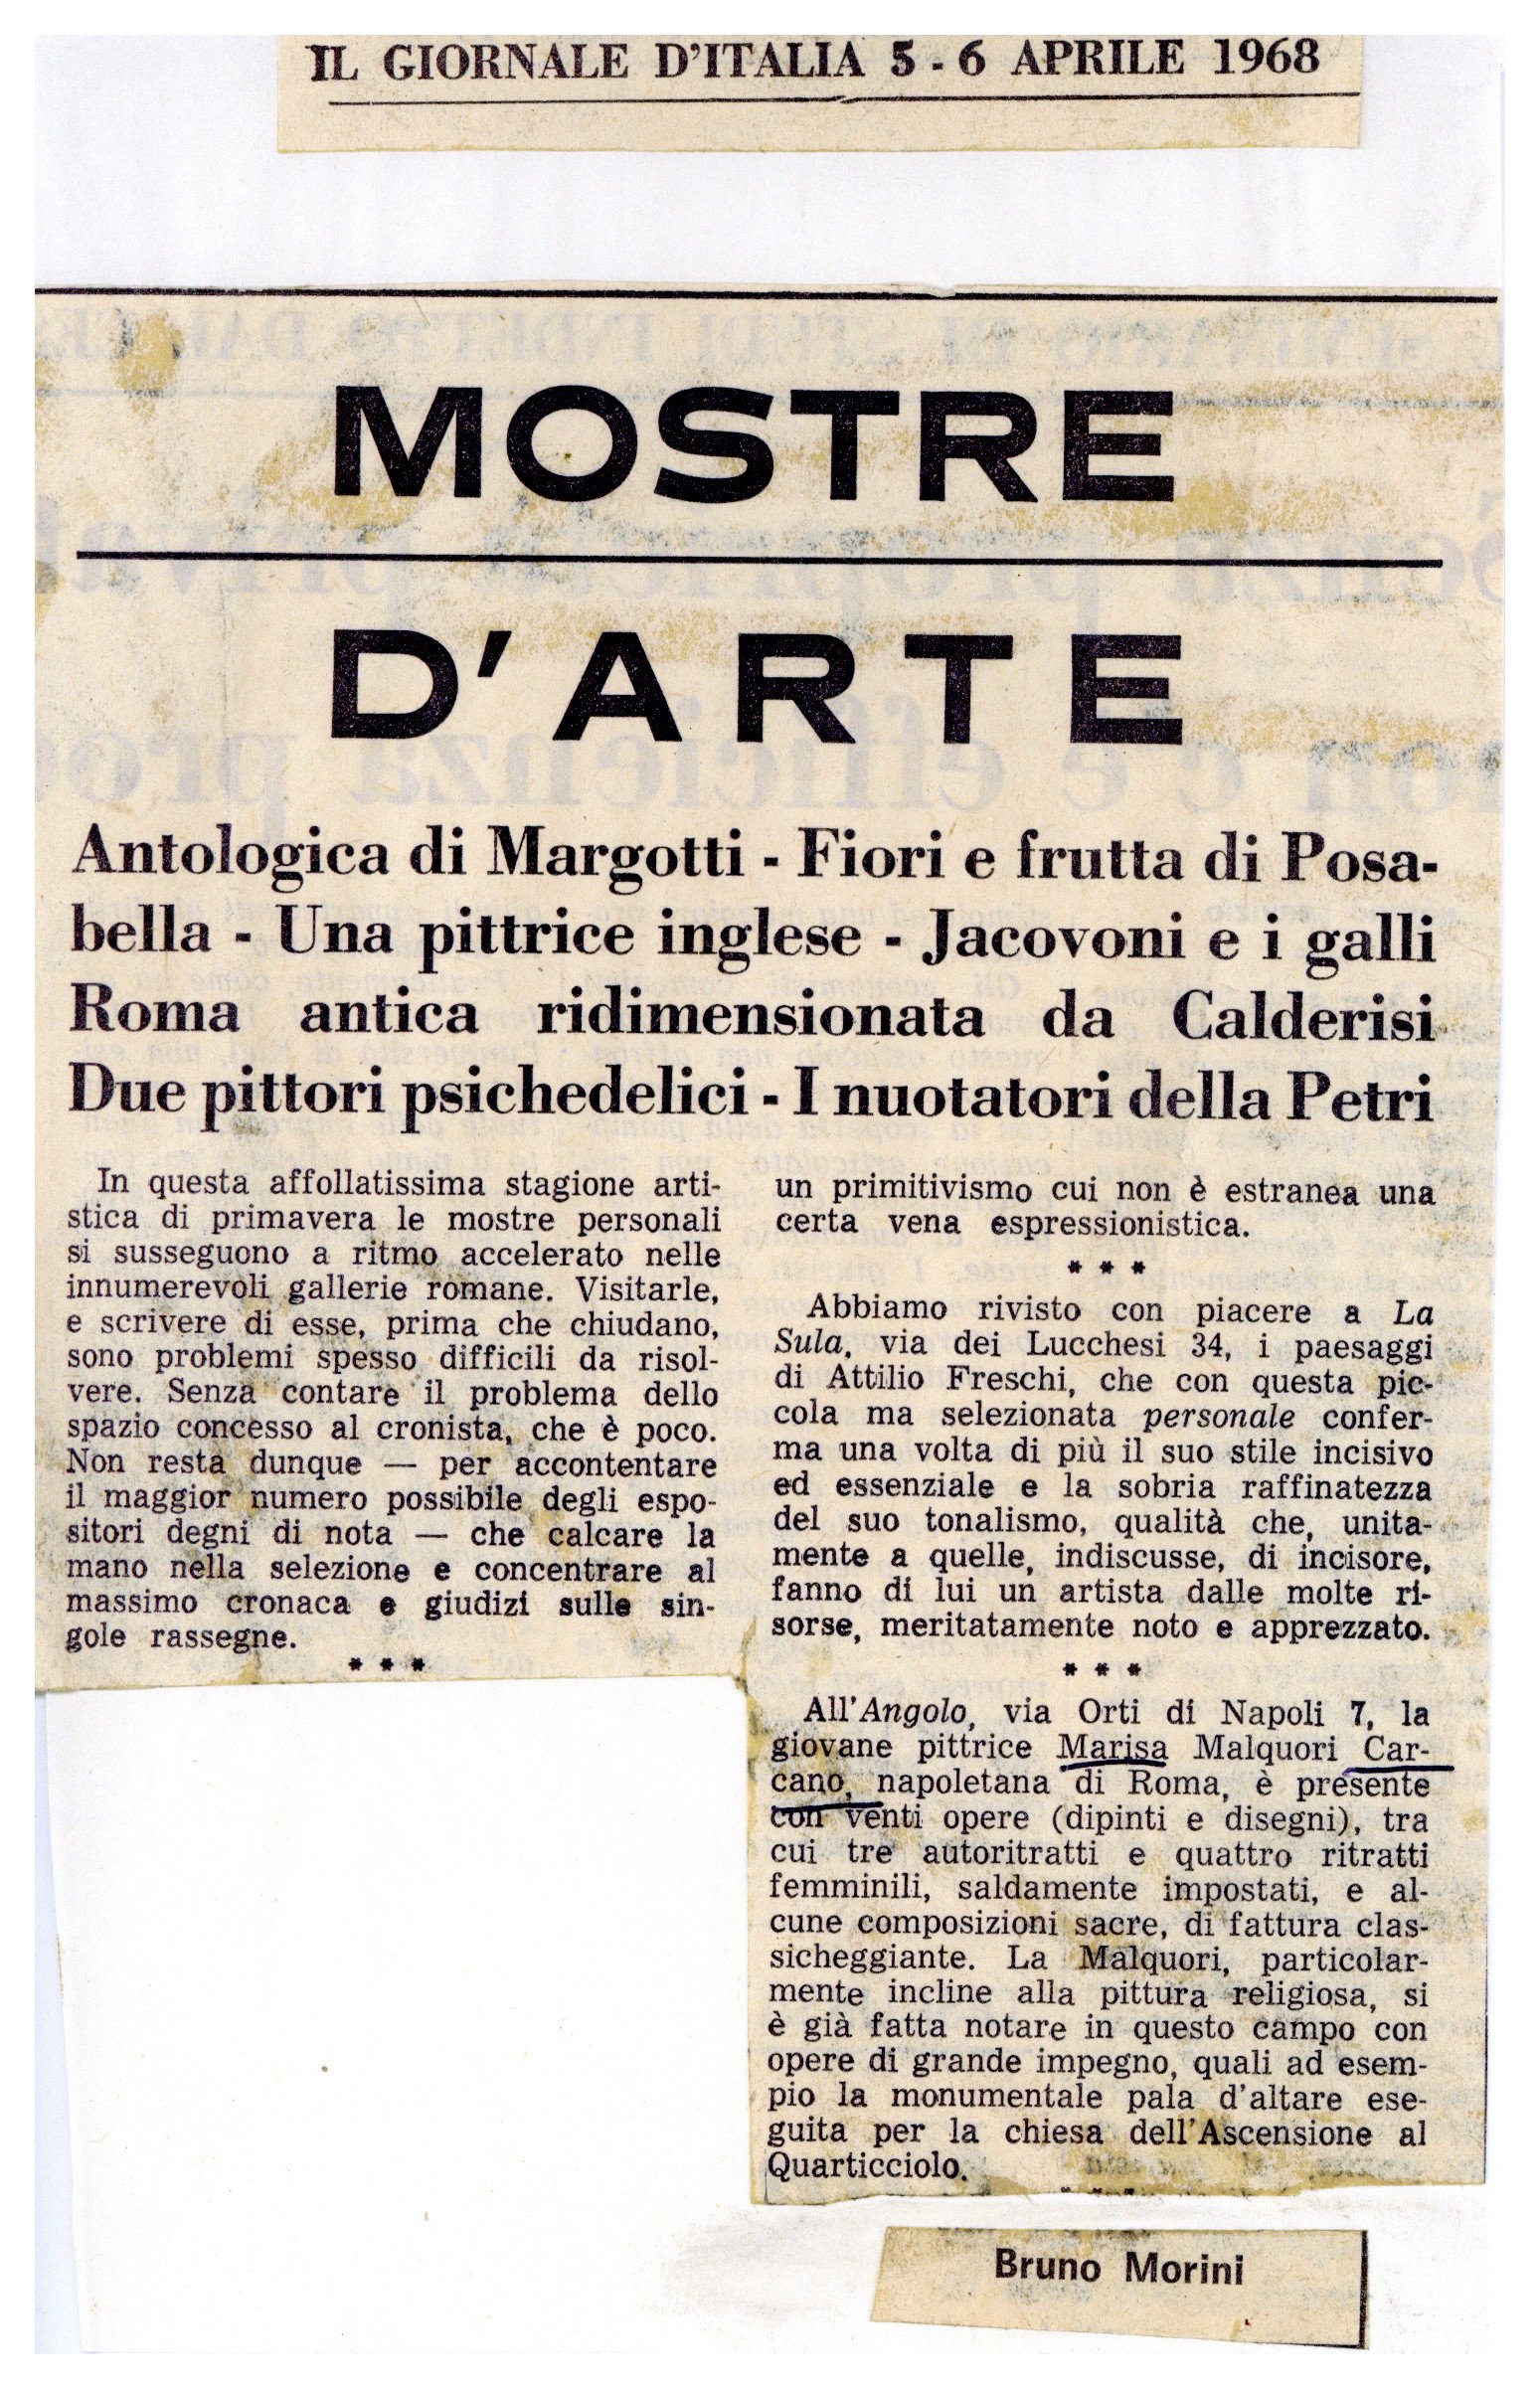 IL GIORNALE D'ITALIA 5 - 6 APRILE 1968
MOSTRE
D'ARTE
Antologica di Margotti - Fiori e frutta di Posa-
bella - Una pittrice inglese - Jacovoni e i galli
Roma antica ridimensionata da Calderisi
Due pittori psichedelici - I nuotatori della Petri
In questa affollatissima stagione arti-
stica di primavera le mostre personali
si susseguono a ritmo accelerato nelle
innumerevoli gallerie romane. Visitarle,
e scrivere di esse, prima che chiudano,
sono problemi spesso difficili da risol-
vere. Senza contare il problema dello
spazio concesso al cronista, che è poco.
Non resta dunque — per accontentare
il maggior numero possibile degli espo-
sitori degni di nota — che calcare la
mano nella selezione e concentrare al
massimo cronaca e giudizi sulle sin-
gole rassegne.
* * *
un primitivismo cui non è estranea una
certa vena espressionistica.
* * *
Abbiamo rivisto con piacere a La
Sula, via dei Lucchesi 34, i paesaggi
di Attilio Freschi, che con questa pic-
cola ma selezionata personale confer-
ma una volta di più il suo stile incisivo
ed essenziale e la sobria raffinatezza
del suo tonalismo, qualità che, unita-
mente a quelle, indiscusse, di incisore,
fanno di lui un artista dalle molte ri-
sorse, meritatamente noto e apprezzato.
* * *
All'Angolo, via Orti di Napoli 7, la
giovane pittrice Marisa Malquori Car-
cano, napoletana di Roma, è presente
con venti opere (dipinti e disegni), tra
cui tre autoritratti e quattro ritratti
femminili, saldamente impostati, e al-
cune composizioni sacre, di fattura clas-
sicheggiante. La Malquori, particolar-
mente incline alla pittura religiosa, si
è già fatta notare in questo campo con
opere di grande impegno, quali ad esem-
pio la monumentale pala d'altare ese-
guita per la chiesa dell'Ascensione al
Quarticciolo.
Bruno Morini